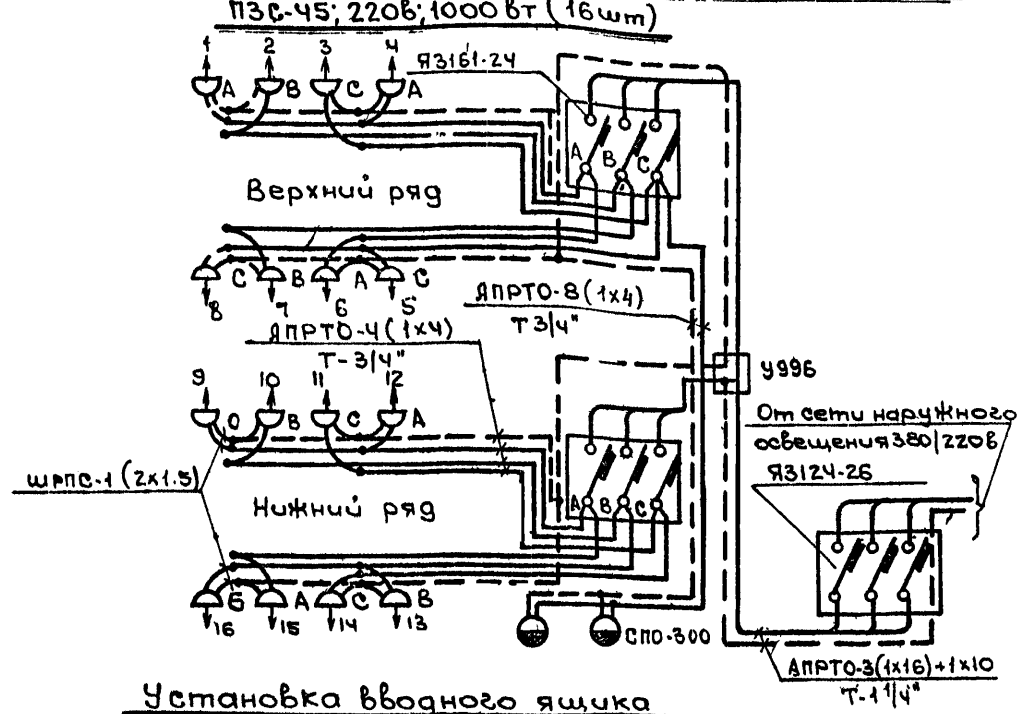 ПЗС-45; 220в; 1000 вт (16шт)
1 2 3 4
ЯЗ161-24
А В С А
А В С
Верхний ряд
С В А С
8 7 6 5
АПРТО-8 (1х4)
Т 3/4"
АПРТО-4 (1х4)
Т-3/4"
У996
9 10 11 12
О В С А
От сети наружного
освещения 380/220в
ЯЗ124-26
ШРПС-1 (2х1.5)
А В С
Нижний ряд
Б А С В
16 15 14 13
СПО-300
АПРТО-3(1х16)+1х10
Т-1 1/4"
Установка вводного ящика